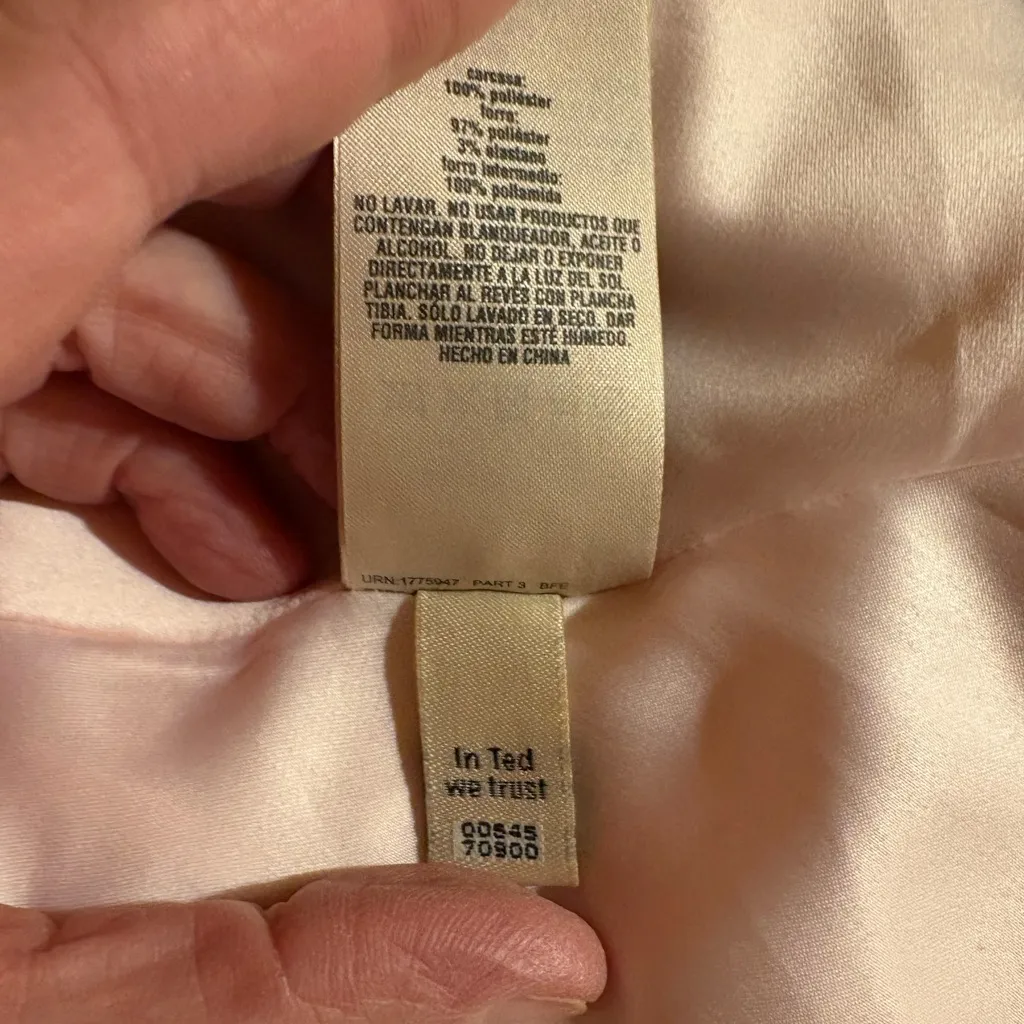 carcasa:
100% poliéster
forro:
97% poliéster
3% elastano
forro intermedio:
100% poliamida
NO LAVAR. NO USAR PRODUCTOS QUE
CONTENGAN BLANQUEADOR, ACEITE O
ALCOHOL. NO DEJAR O EXPONER
DIRECTAMENTE A LA LUZ DEL SOL.
PLANCHAR AL REVÉS CON PLANCHA
TIBIA. SOLO LAVADO EN SECO. DAR
FORMA MIENTRAS ESTÉ HÚMEDO.
HECHO EN CHINA
URN:1775947 PART 3 BFE
In Ted
we trust
00545
70900